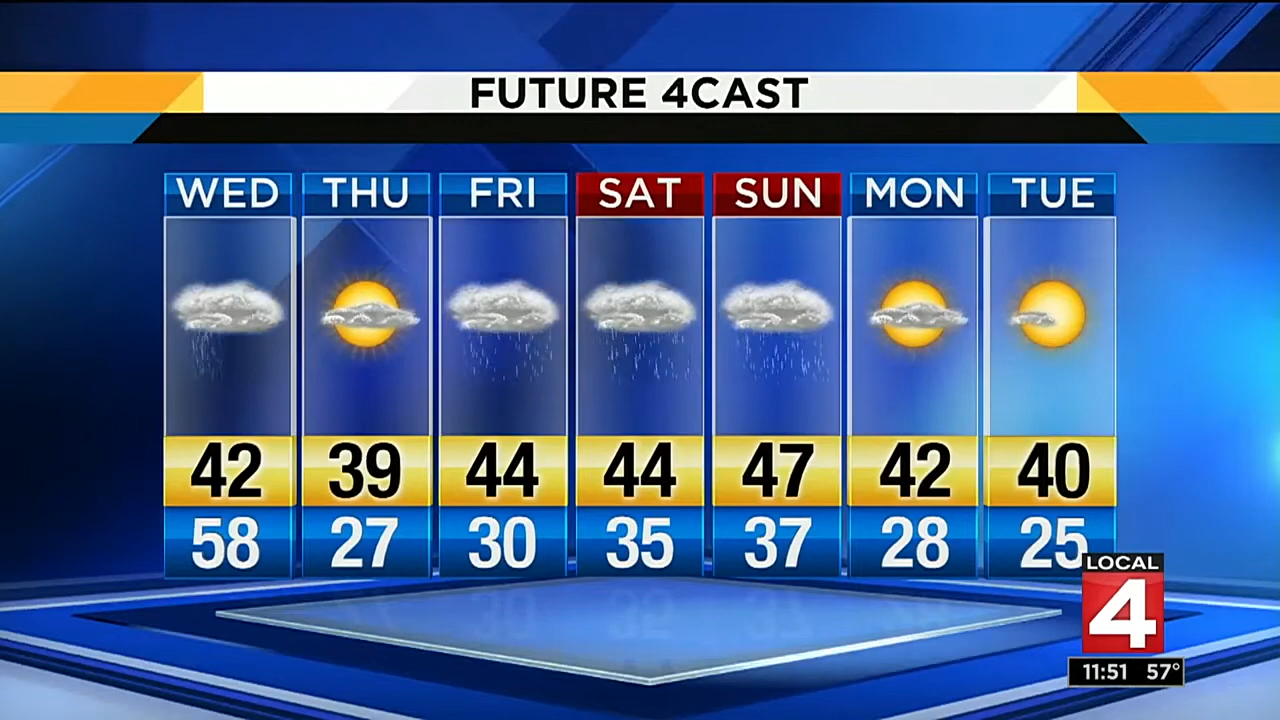 FUTURE 4CAST
WED THU FRI SAT SUN MON TUE
42 39 44 44 47 42 40
58 27 30 35 37 28 25
LOCAL
4
11:51 57°